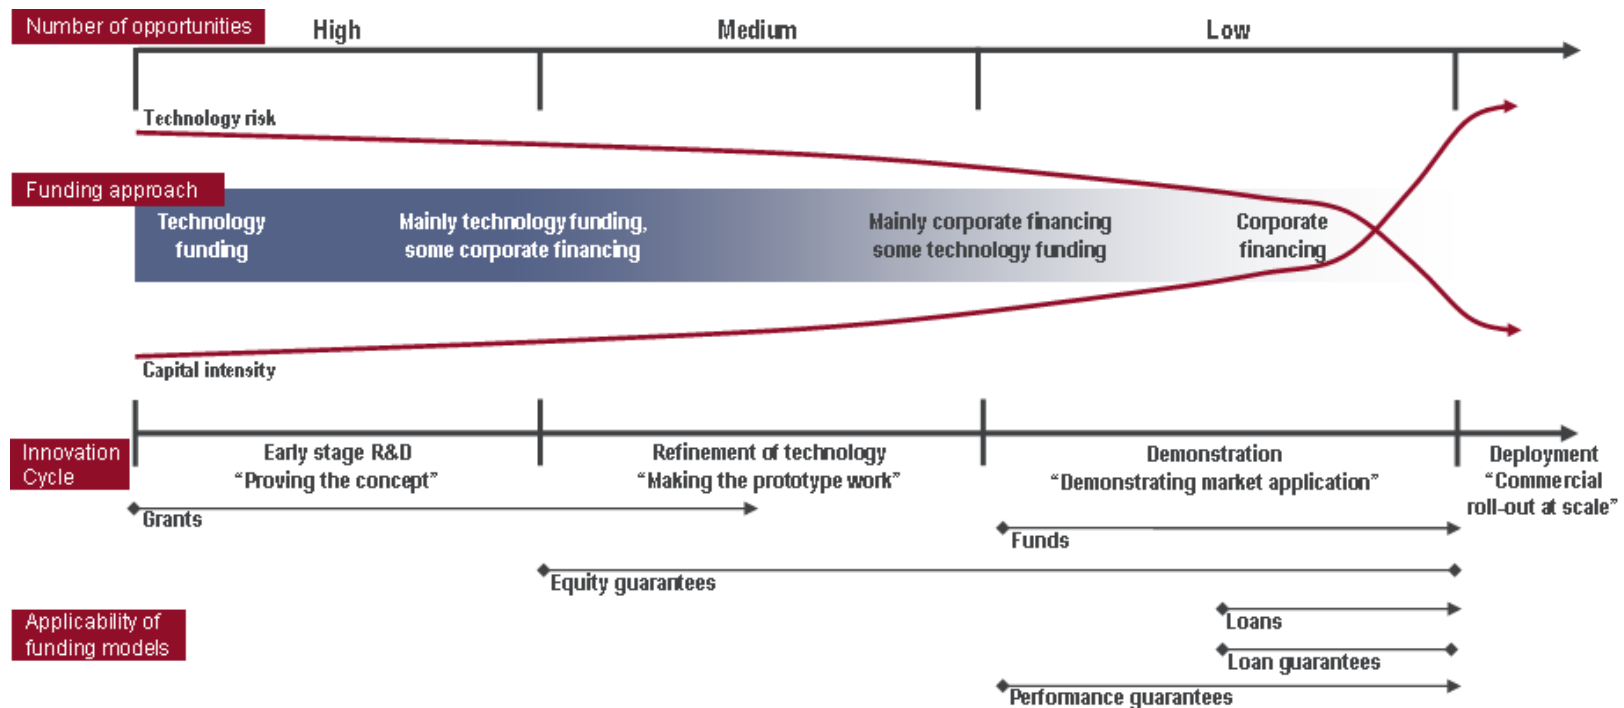 Number of opportunities
High
Medium
Low
Technology risk
Funding approach
Technology
funding
Mainly technology funding,
some corporate financing
Mainly corporate financing
some technology funding
Corporate
financing
Capital intensity
Innovation
Cycle
Early stage R&D
“Proving the concept”
Refinement of technology
“Making the prototype work”
Demonstration
“Demonstrating market application”
Deployment
“Commercial
roll-out at scale”
Grants
Funds
Equity guarantees
Applicability of
funding models
Loans
Loan guarantees
Performance guarantees